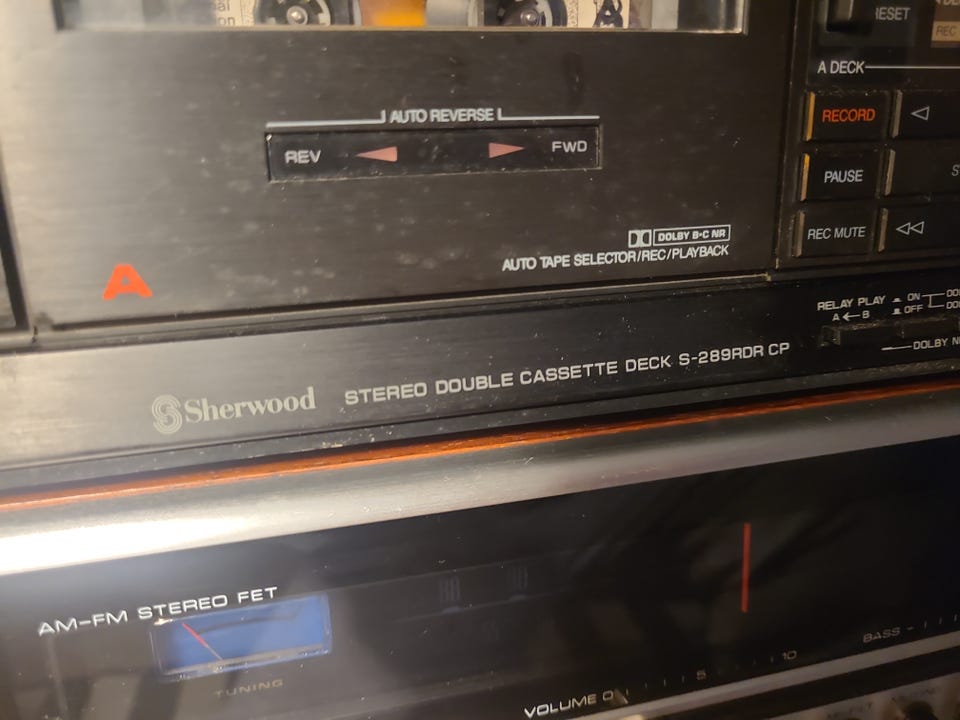 RESET
REC
A DECK
AUTO REVERSE
RECORD
REV
FWD
PAUSE
REC MUTE
DOLBY B·C NR
AUTO TAPE SELECTOR/REC/PLAYBACK
A
RELAY PLAY
ON
A ← B
OFF
DOLBY
Sherwood
STEREO DOUBLE CASSETTE DECK S-289RDR CP
AM-FM STEREO FET
TUNING
VOLUME 0
5
10
BASS